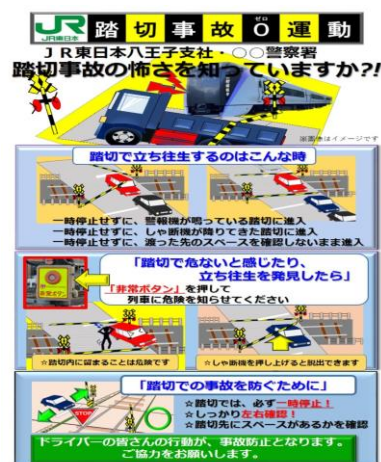 JR
JR東日本
踏切事故0運動
ゼロ
JR東日本八王子支社・○○警察署
踏切事故の怖さを知っていますか?!
※画像はイメージです
踏切で立ち往生するのはこんな時
一時停止せずに、警報機が鳴っている踏切に進入
一時停止せずに、しゃ断機が降りてきた踏切に進入
一時停止せずに、渡った先のスペースを確認しないまま進入
「踏切で危ないと感じたり、
立ち往生を発見したら」
「非常ボタン」を押して
列車に危険を知らせてください
非常ボタン
☆踏切内に留まることは危険です
☆しゃ断機を押し上げると脱出できます
「踏切での事故を防ぐために」
STOP
☆踏切では、必ず一時停止!
☆しっかり左右確認!
☆踏切先にスペースがあるかを確認
ドライバーの皆さんの行動が、事故防止となります。
ご協力をお願いします。